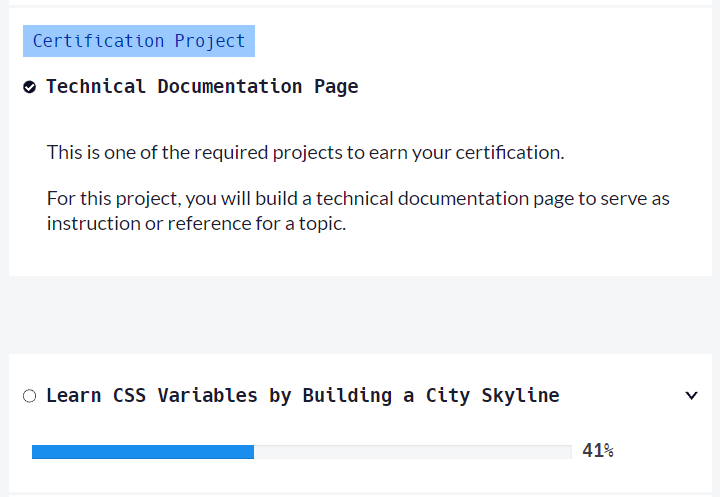 Certification Project
Technical Documentation Page
This is one of the required projects to earn your certification.
For this project, you will build a technical documentation page to serve as
instruction or reference for a topic.
Learn CSS Variables by Building a City Skyline
41%